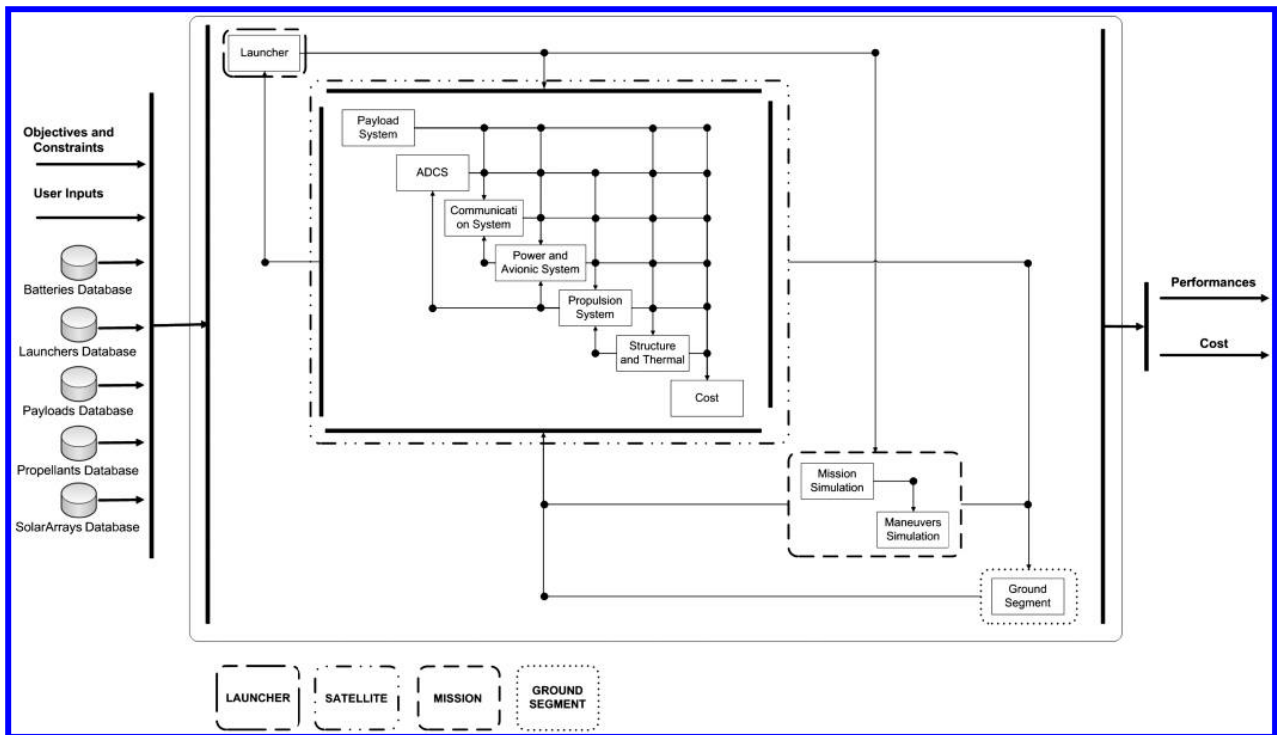 Launcher
Payload
System
ADCS
Communicati
on System
Power and
Avionic System
Propulsion
System
Structure
and Thermal
Cost
Objectives and
Constraints
User Inputs
Batteries Database
Launchers Database
Payloads Database
Propellants Database
SolarArrays Database
Performances
Cost
Mission
Simulation
Maneuvers
Simulation
Ground
Segment
LAUNCHER
SATELLITE
MISSION
GROUND
SEGMENT